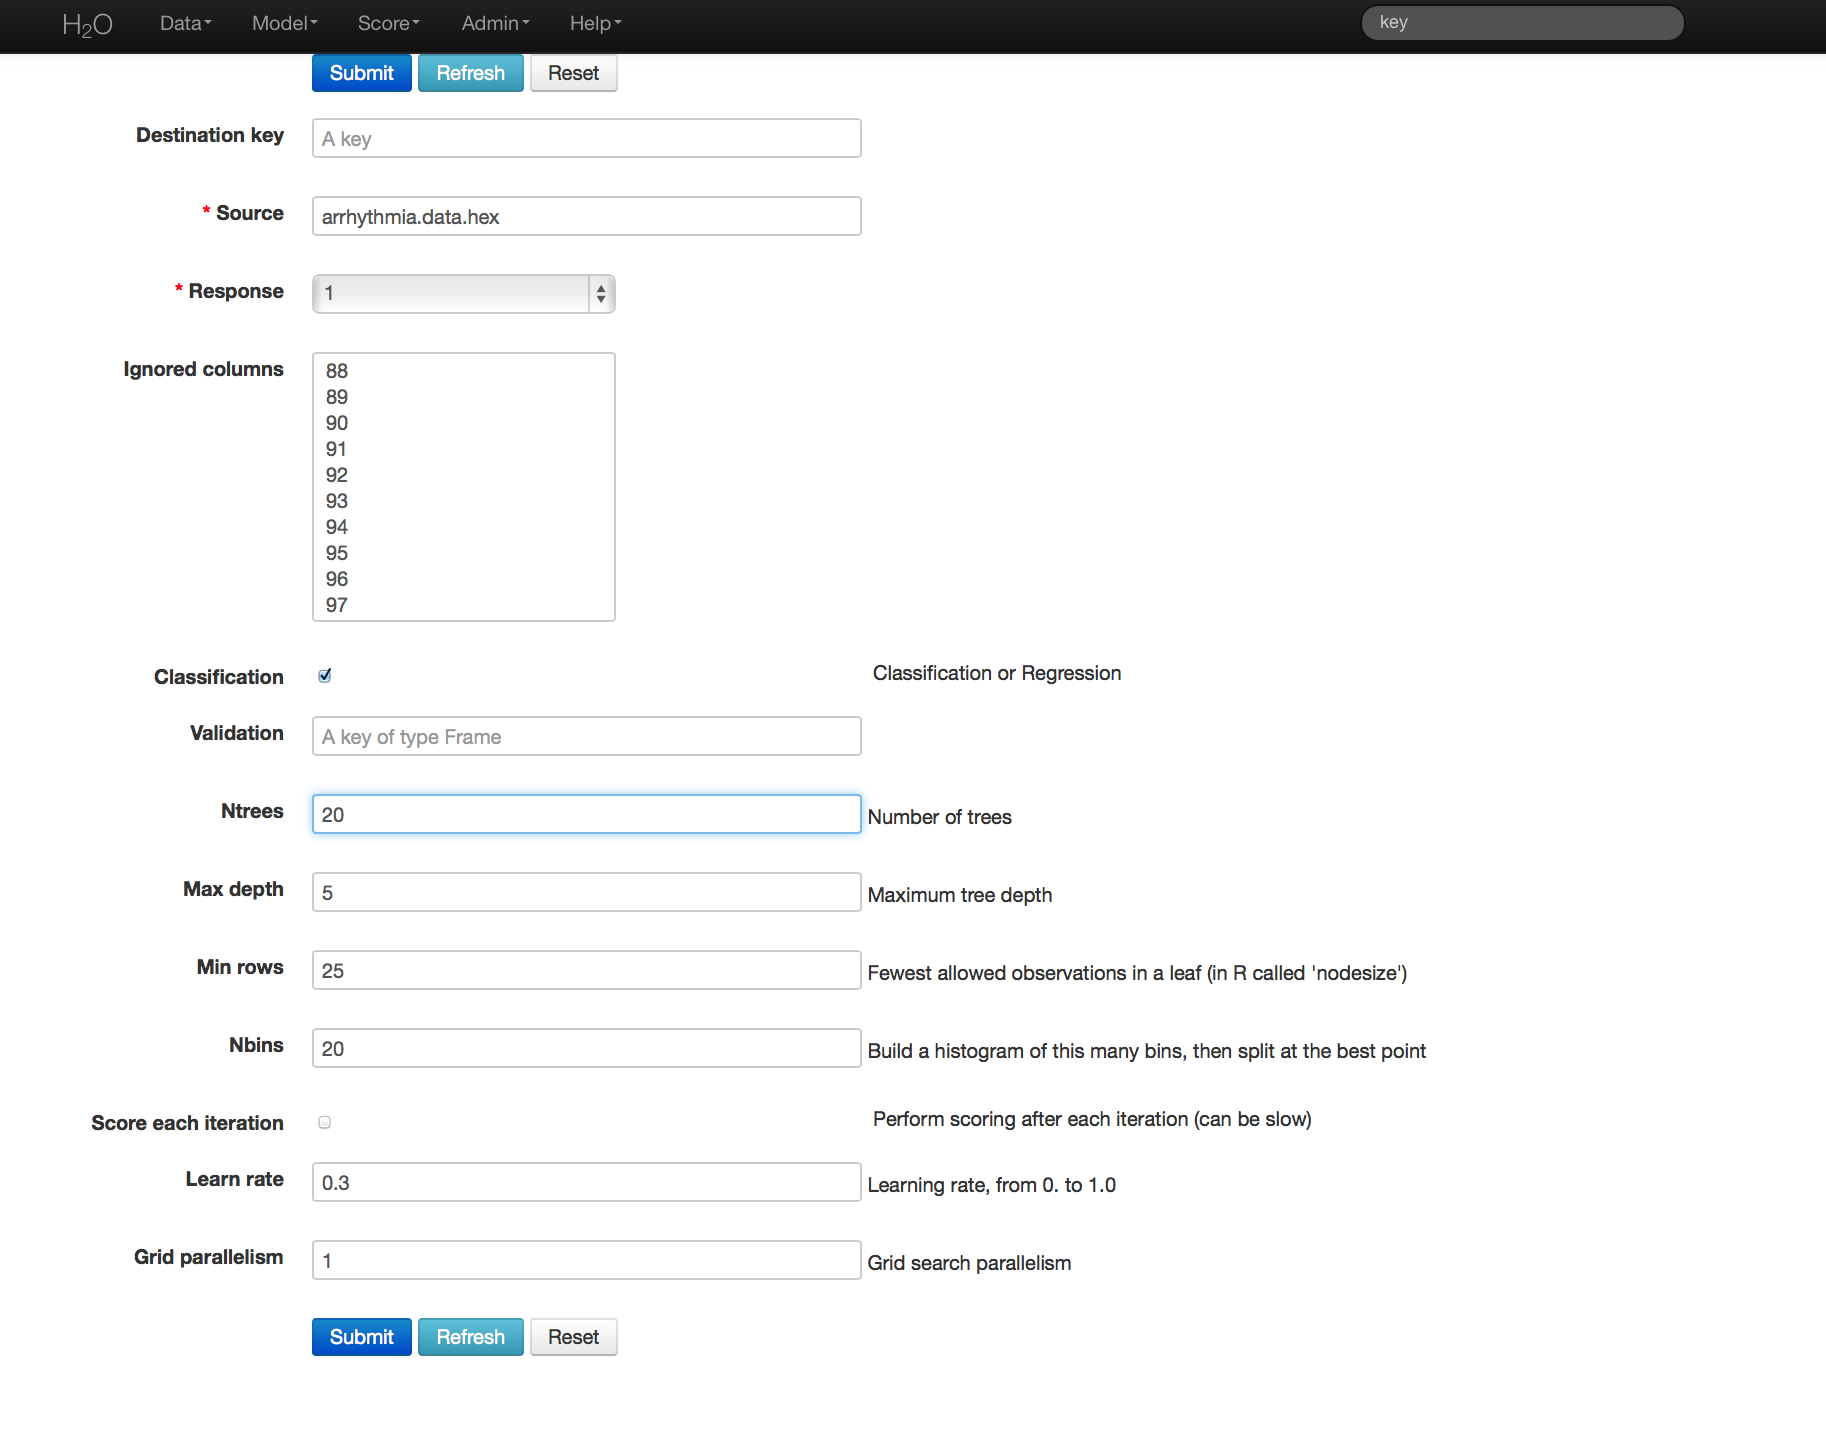 H2O Data Model Score Admin Help key
Submit Refresh Reset
Destination key A key
* Source arrhythmia.data.hex
* Response 1
Ignored columns 88
89
90
91
92
93
94
95
96
97
Classification Classification or Regression
Validation A key of type Frame
Ntrees 20 Number of trees
Max depth 5 Maximum tree depth
Min rows 25 Fewest allowed observations in a leaf (in R called 'nodesize')
Nbins 20 Build a histogram of this many bins, then split at the best point
Score each iteration Perform scoring after each iteration (can be slow)
Learn rate 0.3 Learning rate, from 0. to 1.0
Grid parallelism 1 Grid search parallelism
Submit Refresh Reset